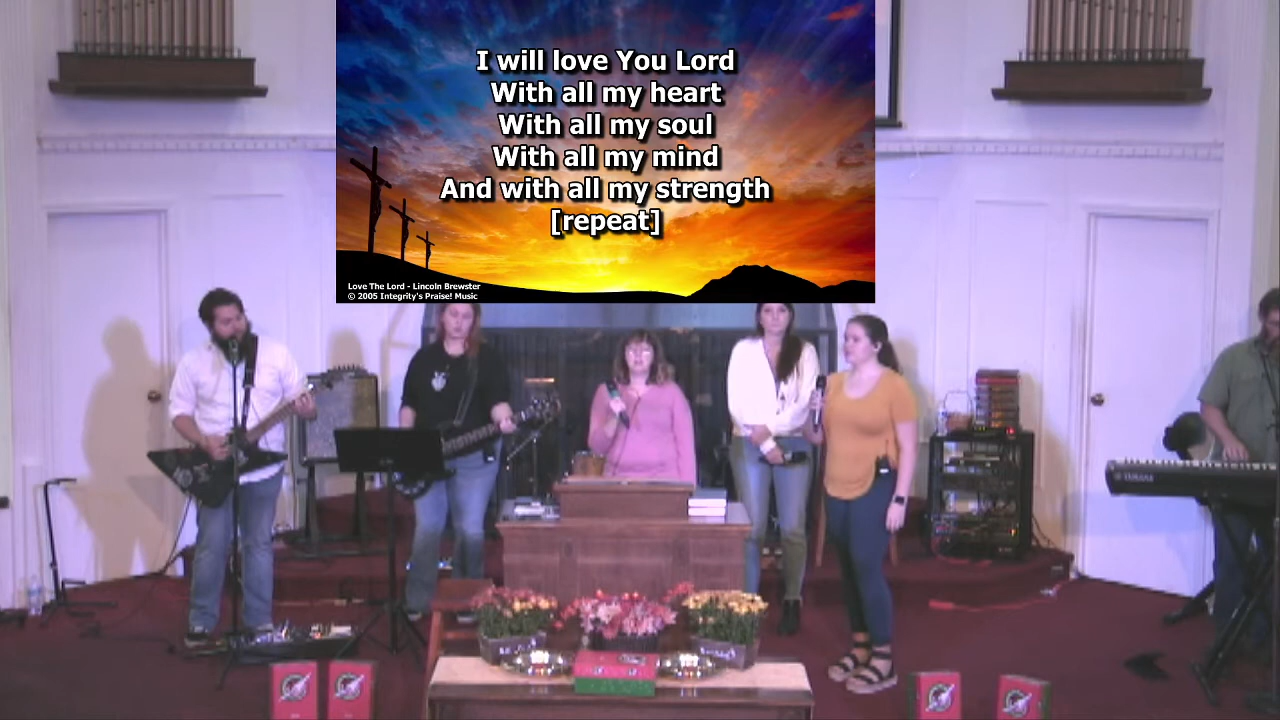 I will love You Lord
With all my heart
With all my soul
With all my mind
And with all my strength
[repeat]
Love The Lord - Lincoln Brewster
© 2005 Integrity's Praise! Music
YAMAHA